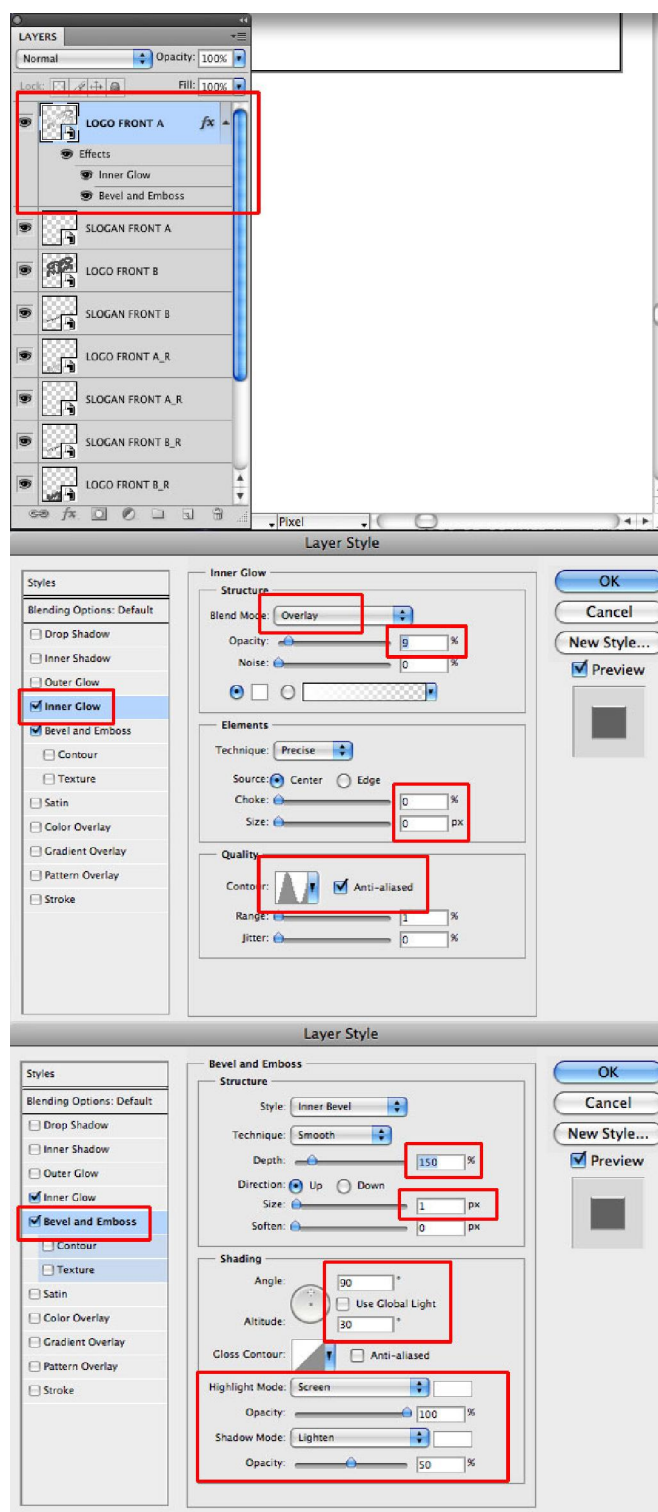 LAYERS
Normal Opacity: 100%
Lock: Fill: 100%
LOGO FRONT A fx
Effects
Inner Glow
Bevel and Emboss
SLOGAN FRONT A
LOGO FRONT B
SLOGAN FRONT B
LOGO FRONT A_R
SLOGAN FRONT A_R
SLOGAN FRONT B_R
LOGO FRONT B_R
fx
Pixel
Layer Style
Styles
Blending Options: Default
Drop Shadow
Inner Shadow
Outer Glow
Inner Glow
Bevel and Emboss
Contour
Texture
Satin
Color Overlay
Gradient Overlay
Pattern Overlay
Stroke
Inner Glow
Structure
Blend Mode: Overlay
Opacity: 9 %
Noise: 0 %
Elements
Technique: Precise
Source: Center Edge
Choke: 0 %
Size: 0 px
Quality
Contour: Anti-aliased
Range: 1 %
Jitter: 0 %
OK
Cancel
New Style...
Preview
Layer Style
Styles
Blending Options: Default
Drop Shadow
Inner Shadow
Outer Glow
Inner Glow
Bevel and Emboss
Contour
Texture
Satin
Color Overlay
Gradient Overlay
Pattern Overlay
Stroke
Bevel and Emboss
Structure
Style: Inner Bevel
Technique: Smooth
Depth: 150 %
Direction: Up Down
Size: 1 px
Soften: 0 px
Shading
Angle: 90 °
Use Global Light
Altitude: 30 °
Gloss Contour: Anti-aliased
Highlight Mode: Screen
Opacity: 100 %
Shadow Mode: Lighten
Opacity: 50 %
OK
Cancel
New Style...
Preview